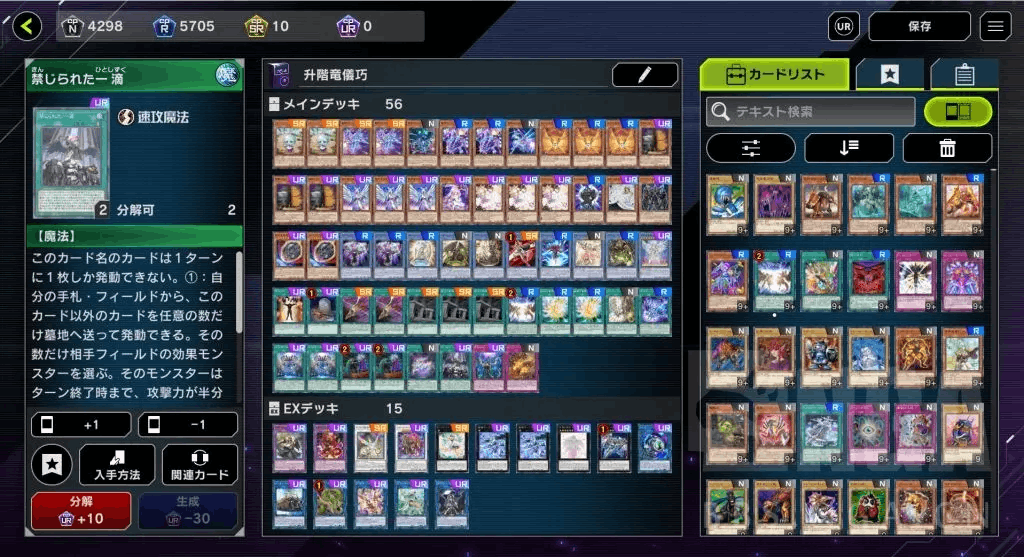 N 4298
R 5705
SR 10
UR 0
UR
保存
きん ひとしずく
禁じられた一滴
魔
UR
速攻魔法
2
分解可 2
【魔法】
このカード名のカードは１ターン
に１枚しか発動できない。①：自
分の手札・フィールドから、この
カード以外のカードを任意の数だ
け墓地へ送って発動できる。その
数だけ相手フィールドの効果モン
スターを選ぶ。そのモンスターは
ターン終了時まで、攻撃力が半分
+1
-1
入手方法
関連カード
分解
UR +10
生成
UR -30
升階竜儀巧
メインデッキ 56
EXデッキ 15
カードリスト
テキスト検索